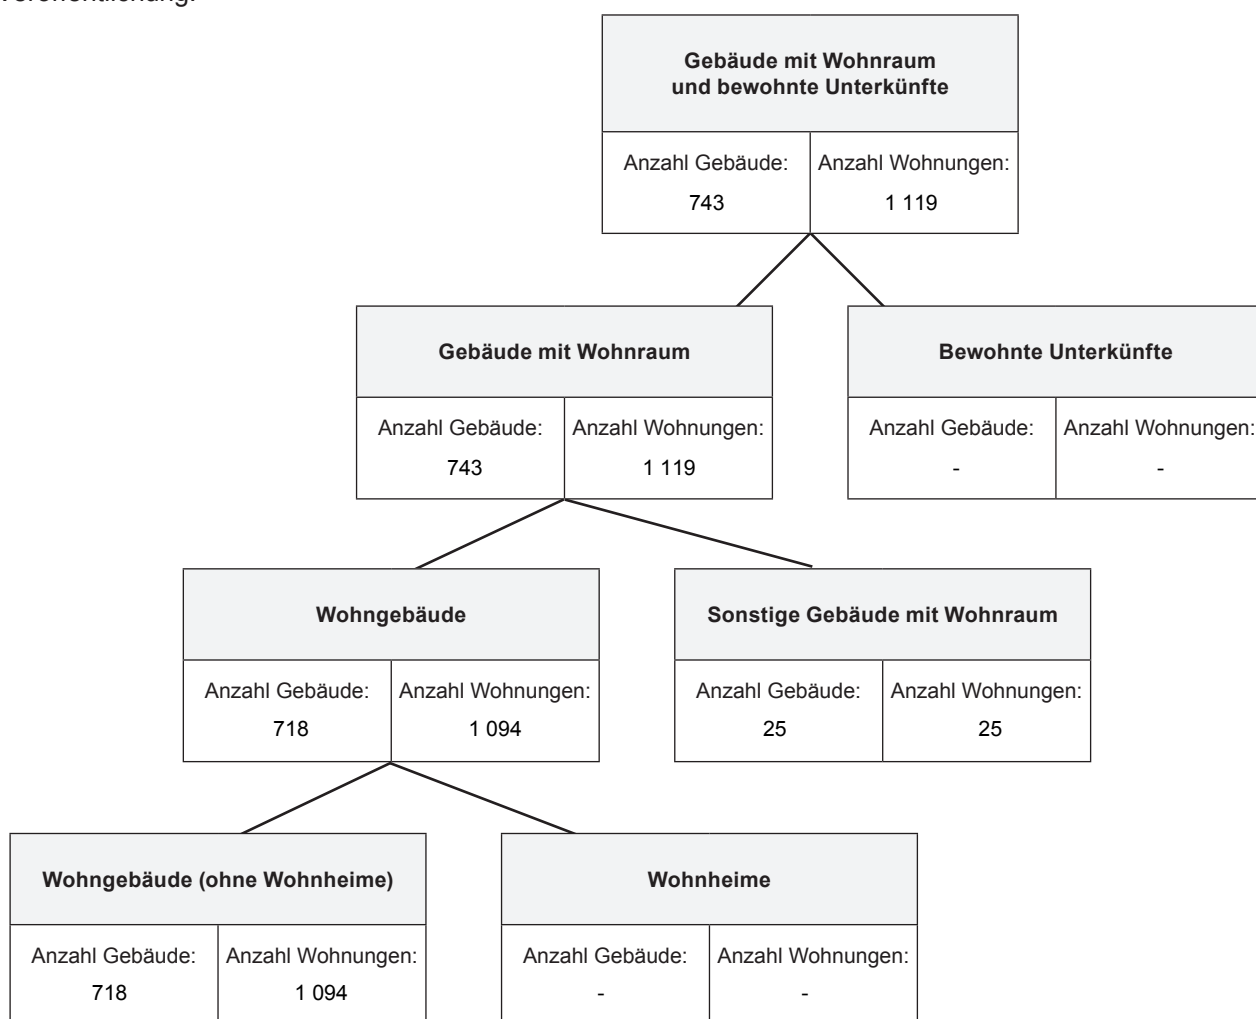 Veröffentlichung.
Gebäude mit Wohnraum
und bewohnte Unterkünfte
Anzahl Gebäude: Anzahl Wohnungen:
743 1 119
Gebäude mit Wohnraum Bewohnte Unterkünfte
Anzahl Gebäude: Anzahl Wohnungen: Anzahl Gebäude: Anzahl Wohnungen:
743 1 119 - -
Wohngebäude Sonstige Gebäude mit Wohnraum
Anzahl Gebäude: Anzahl Wohnungen: Anzahl Gebäude: Anzahl Wohnungen:
718 1 094 25 25
Wohngebäude (ohne Wohnheime) Wohnheime
Anzahl Gebäude: Anzahl Wohnungen: Anzahl Gebäude: Anzahl Wohnungen:
718 1 094 - -